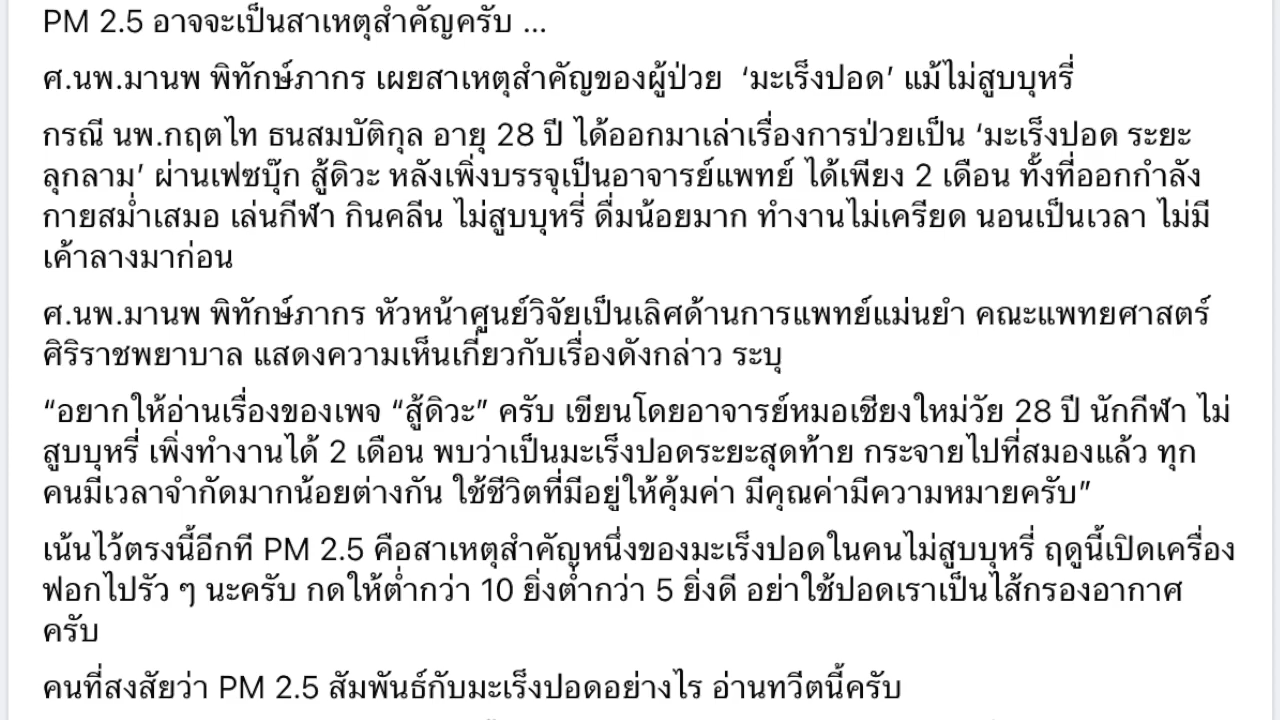 PM 2.5 อาจจะเป็นสาเหตุสำคัญครับ ...
ศ.นพ.มานพ พิทักษ์ภากร เผยสาเหตุสำคัญของผู้ป่วย ‘มะเร็งปอด’ แม้ไม่สูบบุหรี่
กรณี นพ.กฤตไท ธนสมบัติกุล อายุ 28 ปี ได้ออกมาเล่าเรื่องการป่วยเป็น ‘มะเร็งปอด ระยะ
ลุกลาม’ ผ่านเฟซบุ๊ก สู้ดิวะ หลังเพิ่งบรรจุเป็นอาจารย์แพทย์ ได้เพียง 2 เดือน ทั้งที่ออกกำลัง
กายสม่ำเสมอ เล่นกีฬา กินคลีน ไม่สูบบุหรี่ ดื่มน้อยมาก ทำงานไม่เครียด นอนเป็นเวลา ไม่มี
เค้าลางมาก่อน
ศ.นพ.มานพ พิทักษ์ภากร หัวหน้าศูนย์วิจัยเป็นเลิศด้านการแพทย์แม่นยำ คณะแพทยศาสตร์
ศิริราชพยาบาล แสดงความเห็นเกี่ยวกับเรื่องดังกล่าว ระบุ
“อยากให้อ่านเรื่องของเพจ “สู้ดิวะ” ครับ เขียนโดยอาจารย์หมอเชียงใหม่วัย 28 ปี นักกีฬา ไม่
สูบบุหรี่ เพิ่งทำงานได้ 2 เดือน พบว่าเป็นมะเร็งปอดระยะสุดท้าย กระจายไปที่สมองแล้ว ทุก
คนมีเวลาจำกัดมากน้อยต่างกัน ใช้ชีวิตที่มีอยู่ให้คุ้มค่า มีคุณค่ามีความหมายครับ”
เน้นไว้ตรงนี้อีกที PM 2.5 คือสาเหตุสำคัญหนึ่งของมะเร็งปอดในคนไม่สูบบุหรี่ ฤดูนี้เปิดเครื่อง
ฟอกไปรัว ๆ นะครับ กดให้ต่ำกว่า 10 ยิ่งต่ำกว่า 5 ยิ่งดี อย่าใช้ปอดเราเป็นไส้กรองอากาศ
ครับ
คนที่สงสัยว่า PM 2.5 สัมพันธ์กับมะเร็งปอดอย่างไร อ่านทวีตนี้ครับ